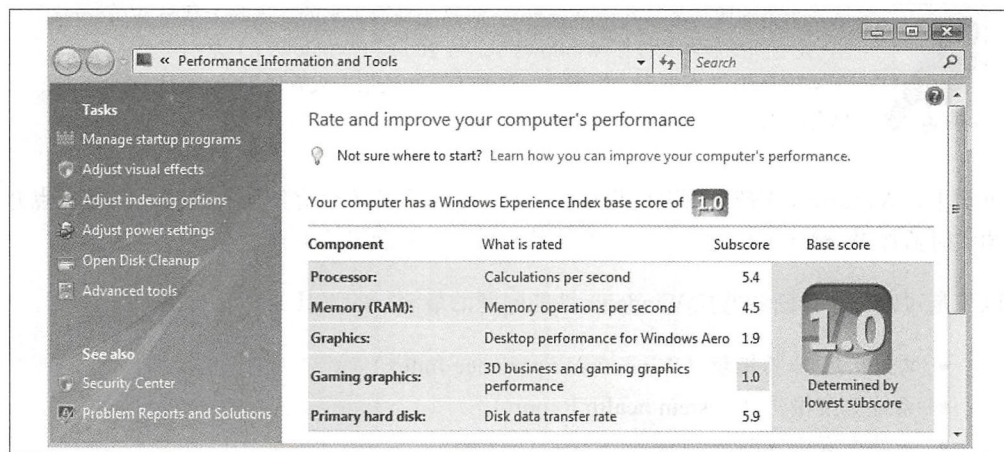 « Performance Information and Tools
Search
Tasks
Manage startup programs
Adjust visual effects
Adjust indexing options
Adjust power settings
Open Disk Cleanup
Advanced tools
See also
Security Center
Problem Reports and Solutions
Rate and improve your computer's performance
Not sure where to start? Learn how you can improve your computer's performance.
Your computer has a Windows Experience Index base score of 1.0
Component What is rated Subscore Base score
Processor: Calculations per second 5.4
Memory (RAM): Memory operations per second 4.5
Graphics: Desktop performance for Windows Aero 1.9
Gaming graphics: 3D business and gaming graphics
performance 1.0
Primary hard disk: Disk data transfer rate 5.9
1.0
Determined by
lowest subscore